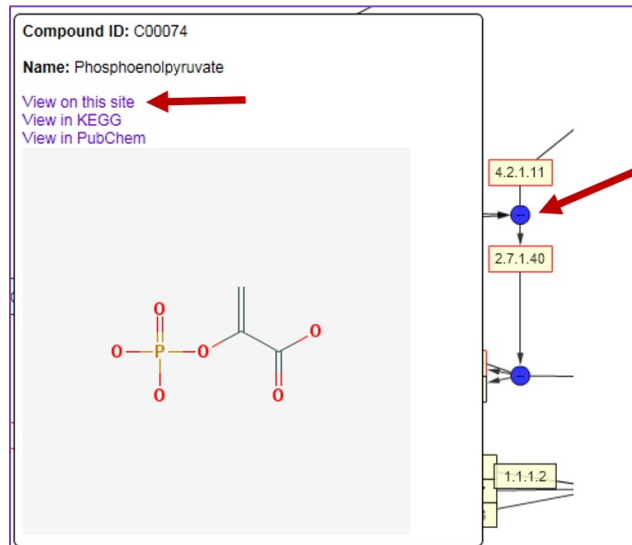 Compound ID: C00074
Name: Phosphoenolpyruvate
View on this site
View in KEGG
View in PubChem
4.2.1.11
2.7.1.40
O
O P O O
O O
1.1.1.2